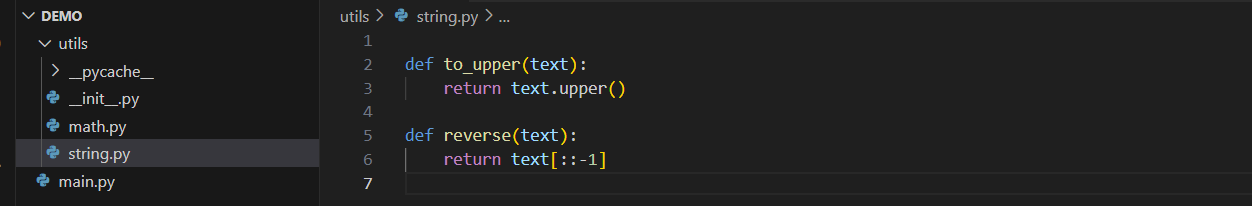 DEMO
utils
__pycache__
__init__.py
math.py
string.py
main.py
utils > string.py > ...
1
2 def to_upper(text):
3     return text.upper()
4
5 def reverse(text):
6     return text[::-1]
7